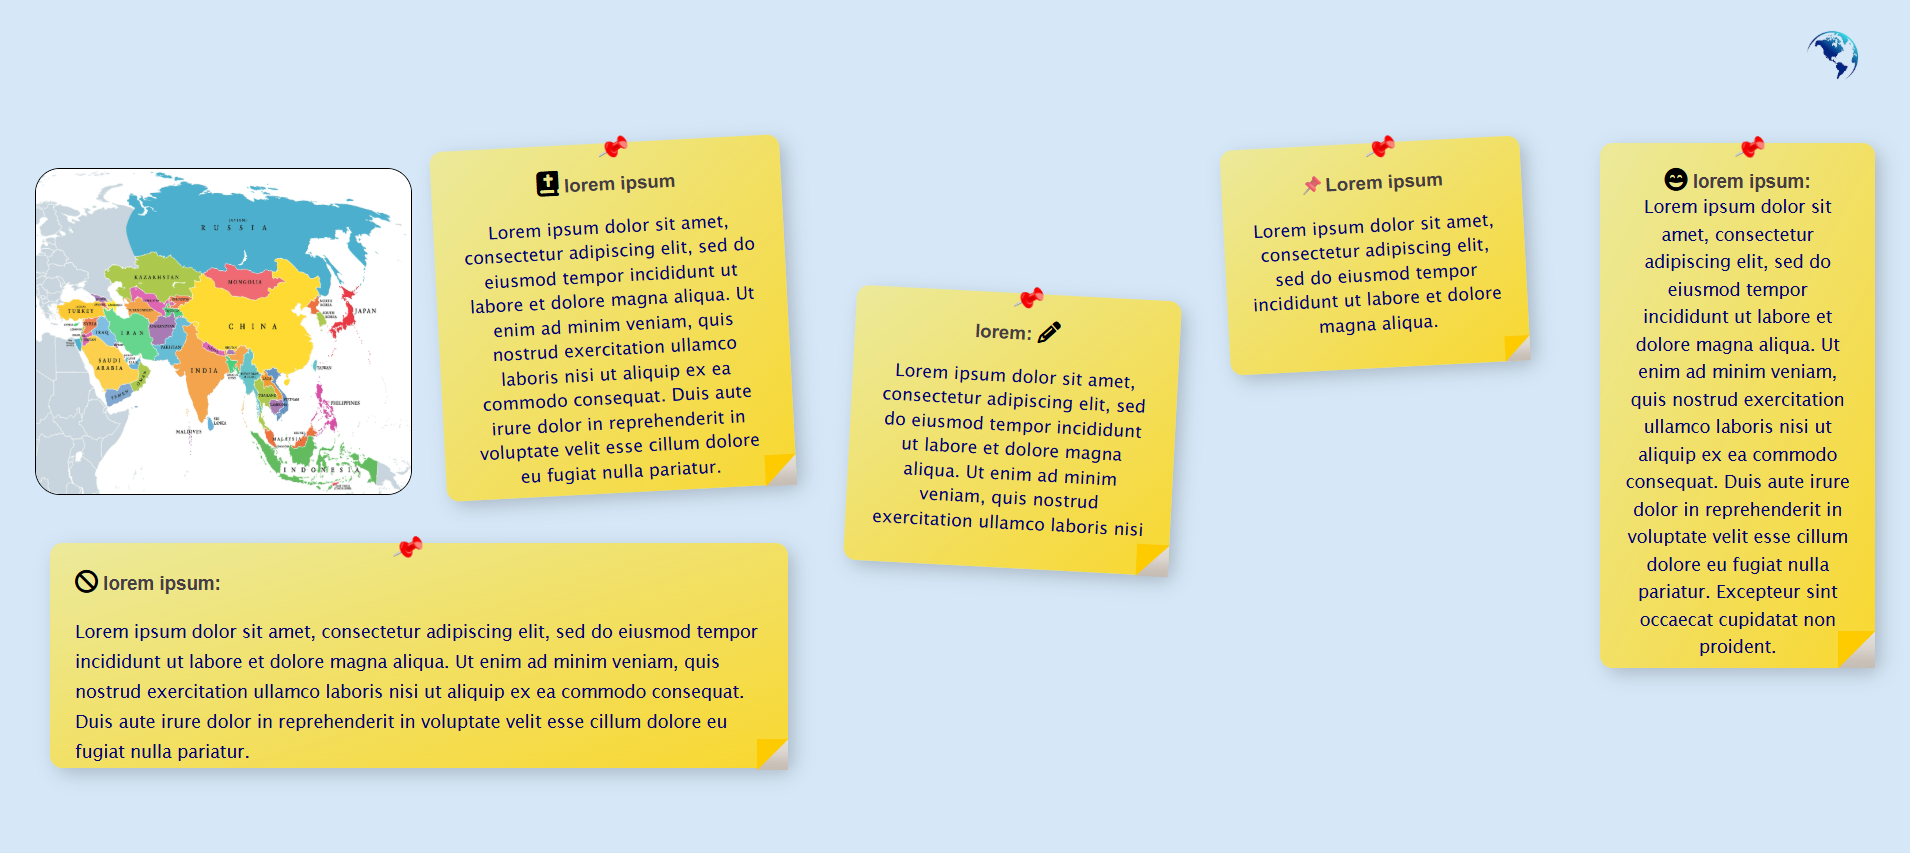 RUSSIA
KAZAKHSTAN
MONGOLIA
JAPAN
TURKEY
CHINA
IRAN
IRAQ
SAUDI
ARABIA
PAKISTAN
INDIA
YEMEN
OMAN
TAIWAN
PHILIPPINES
SRI
LANKA
MALDIVES
MALAYSIA
INDONESIA
lorem ipsum
Lorem ipsum dolor sit amet,
consectetur adipiscing elit, sed do
eiusmod tempor incididunt ut
labore et dolore magna aliqua. Ut
enim ad minim veniam, quis
nostrud exercitation ullamco
laboris nisi ut aliquip ex ea
commodo consequat. Duis aute
irure dolor in reprehenderit in
voluptate velit esse cillum dolore
eu fugiat nulla pariatur.
lorem:
Lorem ipsum dolor sit amet,
consectetur adipiscing elit, sed
do eiusmod tempor incididunt
ut labore et dolore magna
aliqua. Ut enim ad minim
veniam, quis nostrud
exercitation ullamco laboris nisi
Lorem ipsum
Lorem ipsum dolor sit amet,
consectetur adipiscing elit,
sed do eiusmod tempor
incididunt ut labore et dolore
magna aliqua.
lorem ipsum:
Lorem ipsum dolor sit
amet, consectetur
adipiscing elit, sed do
eiusmod tempor
incididunt ut labore et
dolore magna aliqua. Ut
enim ad minim veniam,
quis nostrud exercitation
ullamco laboris nisi ut
aliquip ex ea commodo
consequat. Duis aute irure
dolor in reprehenderit in
voluptate velit esse cillum
dolore eu fugiat nulla
pariatur. Excepteur sint
occaecat cupidatat non
proident.
lorem ipsum:
Lorem ipsum dolor sit amet, consectetur adipiscing elit, sed do eiusmod tempor
incididunt ut labore et dolore magna aliqua. Ut enim ad minim veniam, quis
nostrud exercitation ullamco laboris nisi ut aliquip ex ea commodo consequat.
Duis aute irure dolor in reprehenderit in voluptate velit esse cillum dolore eu
fugiat nulla pariatur.